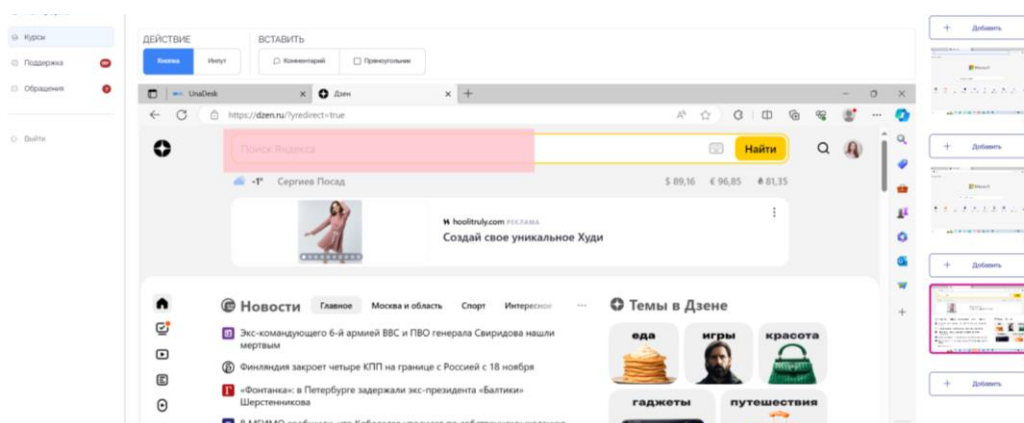 Курсы
Поддержка
Обращения
Выйти
ДЕЙСТВИЕ
ВСТАВИТЬ
Кнопка
Инпут
Комментарий
Прямоугольник
UnaDesk
Дзен
https://dzen.ru/?yredirect=true
Поиск Яндекса
Найти
-1° Сергиев Посад
$ 89,16 € 96,85 81,35
hoolitruly.com РЕКЛАМА
Создай свое уникальное Худи
Новости
Главное
Москва и область
Спорт
Интересное
Экс-командующего 6-й армией ВВС и ПВО генерала Свиридова нашли
мертвым
Финляндия закроет четыре КПП на границе с Россией с 18 ноября
«Фонтанка»: в Петербурге задержали экс-президента «Балтики»
Шерстенникова
Темы в Дзене
еда
игры
красота
гаджеты
путешествия
+ Добавить
Microsoft
+ Добавить
Microsoft
+ Добавить
+ Добавить